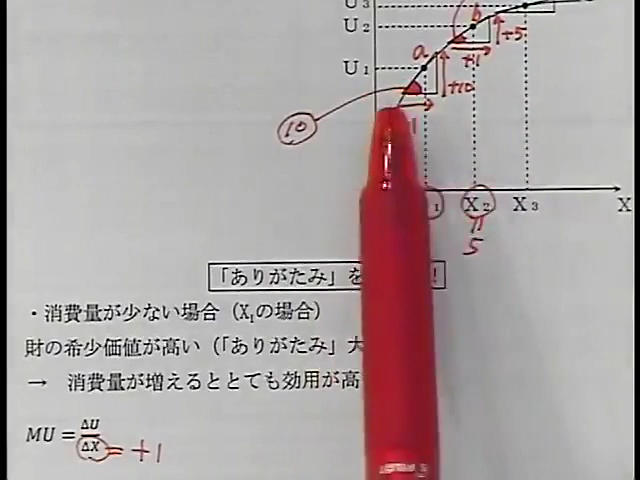 U3
U2 b +5
+1
U1 a +10
10
1
1 X2 X3 X
=
5
「ありがたみ」を !
・消費量が少ない場合（X1の場合）
財の希少価値が高い（「ありがたみ」大
→ 消費量が増えるととても効用が高
MU = ΔU/ΔX = +1